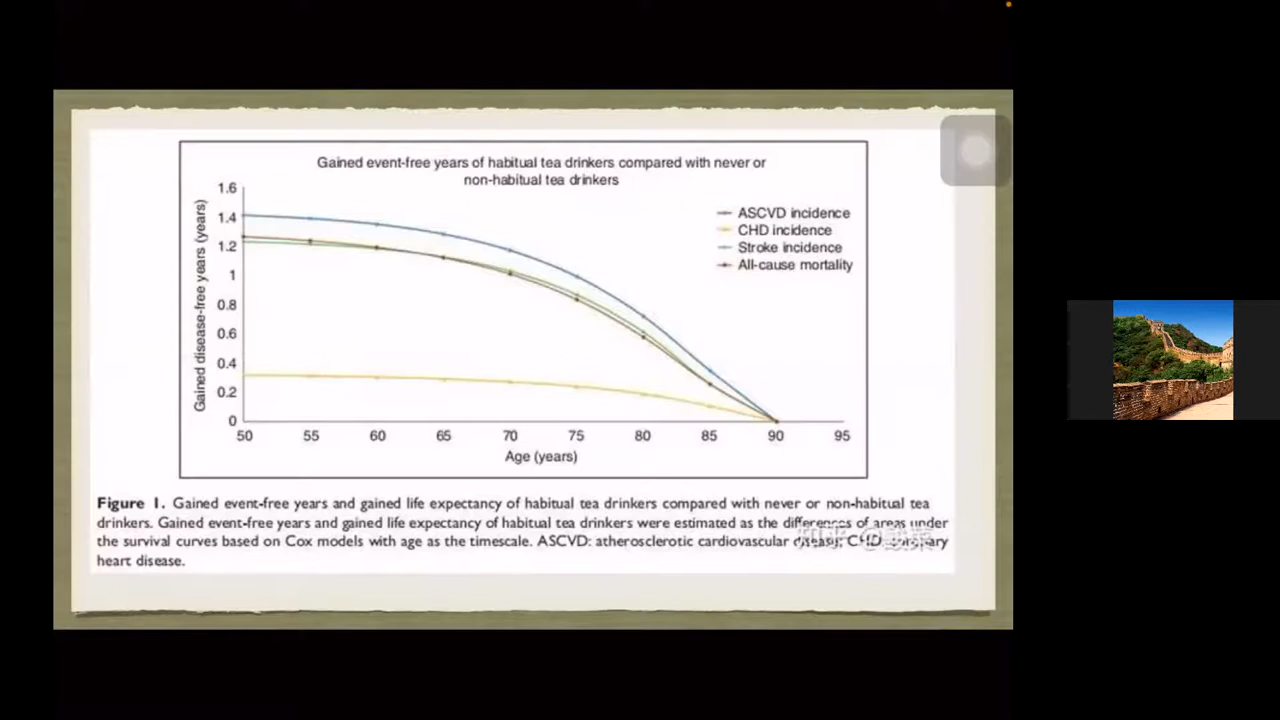 Gained event-free years of habitual tea drinkers compared with never or
non-habitual tea drinkers
Gained disease-free years (years)
1.6
1.4
1.2
1
0.8
0.6
0.4
0.2
0
50 55 60 65 70 75 80 85 90 95
Age (years)
ASCVD incidence
CHD incidence
Stroke incidence
All-cause mortality
Figure 1. Gained event-free years and gained life expectancy of habitual tea drinkers compared with never or non-habitual tea
drinkers. Gained event-free years and gained life expectancy of habitual tea drinkers were estimated as the differences of areas under
the survival curves based on Cox models with age as the timescale. ASCVD: atherosclerotic cardiovascular disease; CHD: coronary
heart disease.
知乎